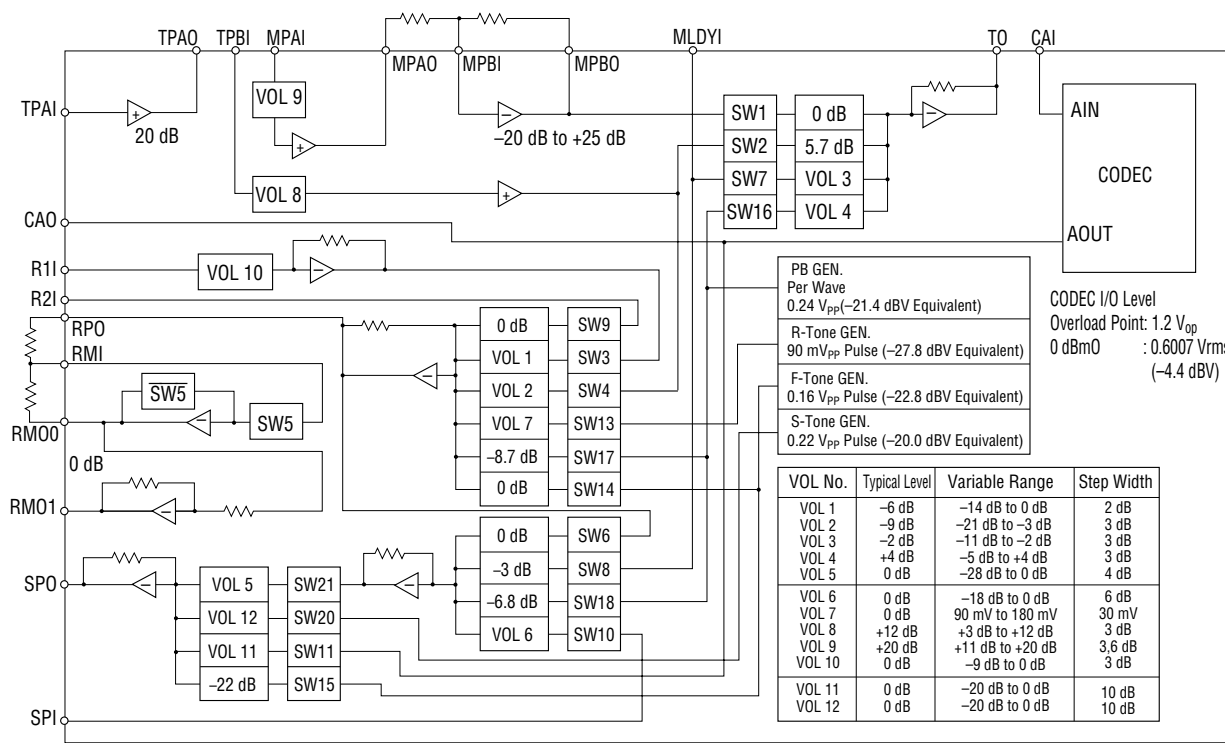 TPAO TPBI MPAI MLDYI TO CAI
MPAO MPBI MPBO
TPAI
20 dB
VOL 9
–20 dB to +25 dB
SW1 0 dB
SW2 5.7 dB
SW7 VOL 3
SW16 VOL 4
AIN
CODEC
AOUT
VOL 8
CAO
R1I
VOL 10
R2I
RPO
RMI
SW5
SW5
RMO0
0 dB
RMO1
0 dB SW9
VOL 1 SW3
VOL 2 SW4
VOL 7 SW13
–8.7 dB SW17
0 dB SW14
0 dB SW6
–3 dB SW8
–6.8 dB SW18
VOL 6 SW10
SPO
VOL 5 SW21
VOL 12 SW20
VOL 11 SW11
–22 dB SW15
SPI
PB GEN.
Per Wave
0.24 VPP(–21.4 dBV Equivalent)
R-Tone GEN.
90 mVPP Pulse (–27.8 dBV Equivalent)
F-Tone GEN.
0.16 VPP Pulse (–22.8 dBV Equivalent)
S-Tone GEN.
0.22 VPP Pulse (–20.0 dBV Equivalent)
CODEC I/O Level
Overload Point: 1.2 Vop
0 dBmO : 0.6007 Vrms
(–4.4 dBV)
VOL No. Typical Level Variable Range Step Width
VOL 1 –6 dB –14 dB to 0 dB 2 dB
VOL 2 –9 dB –21 dB to –3 dB 3 dB
VOL 3 –2 dB –11 dB to –2 dB 3 dB
VOL 4 +4 dB –5 dB to +4 dB 3 dB
VOL 5 0 dB –28 dB to 0 dB 4 dB
VOL 6 0 dB –18 dB to 0 dB 6 dB
VOL 7 0 dB 90 mV to 180 mV 30 mV
VOL 8 +12 dB +3 dB to +12 dB 3 dB
VOL 9 +20 dB +11 dB to +20 dB 3,6 dB
VOL 10 0 dB –9 dB to 0 dB 3 dB
VOL 11 0 dB –20 dB to 0 dB 10 dB
VOL 12 0 dB –20 dB to 0 dB 10 dB